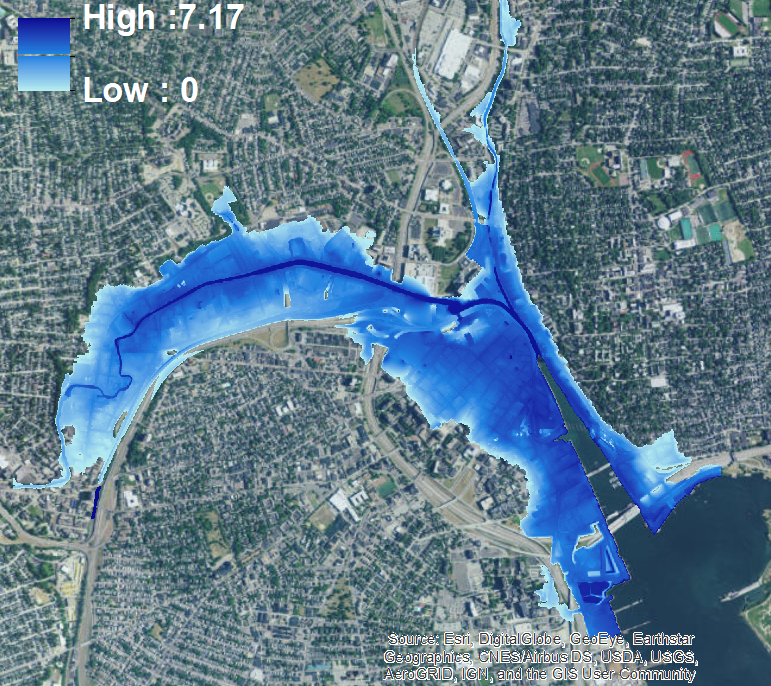 High :7.17
Low : 0
Source: Esri, DigitalGlobe, GeoEye, Earthstar
Geographics, CNES/Airbus DS, USDA, USGS,
AeroGRID, IGN, and the GIS User Community